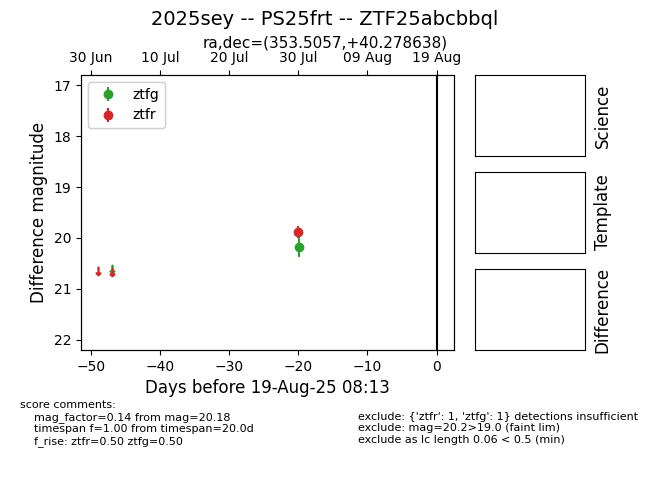 2025sey -- PS25frt -- ZTF25abcbbql
ra,dec=(353.5057,+40.278638)
30 Jun 10 Jul 20 Jul 30 Jul 09 Aug 19 Aug
ztfg
ztfr
17
18
19
20
21
22
Difference magnitude
−50 −40 −30 −20 −10 0
Days before 19-Aug-25 08:13
Science
Template
Difference
score comments:
mag_factor=0.14 from mag=20.18
timespan f=1.00 from timespan=20.0d
f_rise: ztfr=0.50 ztfg=0.50
exclude: {'ztfr': 1, 'ztfg': 1} detections insufficient
exclude: mag=20.2>19.0 (faint lim)
exclude as lc length 0.06 < 0.5 (min)